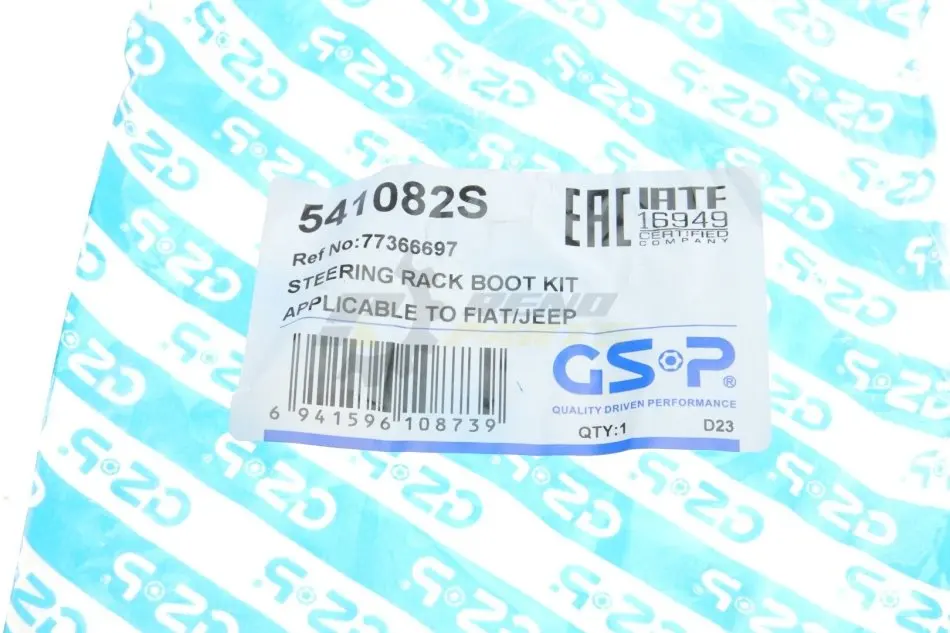 541082S
Ref No:77366697
STEERING RACK BOOT KIT
APPLICABLE TO FIAT/JEEP
6 941596 108739
EAC
IATF
16949
CERTIFIED
COMPANY
GSP®
QUALITY DRIVEN PERFORMANCE
QTY:1
D23